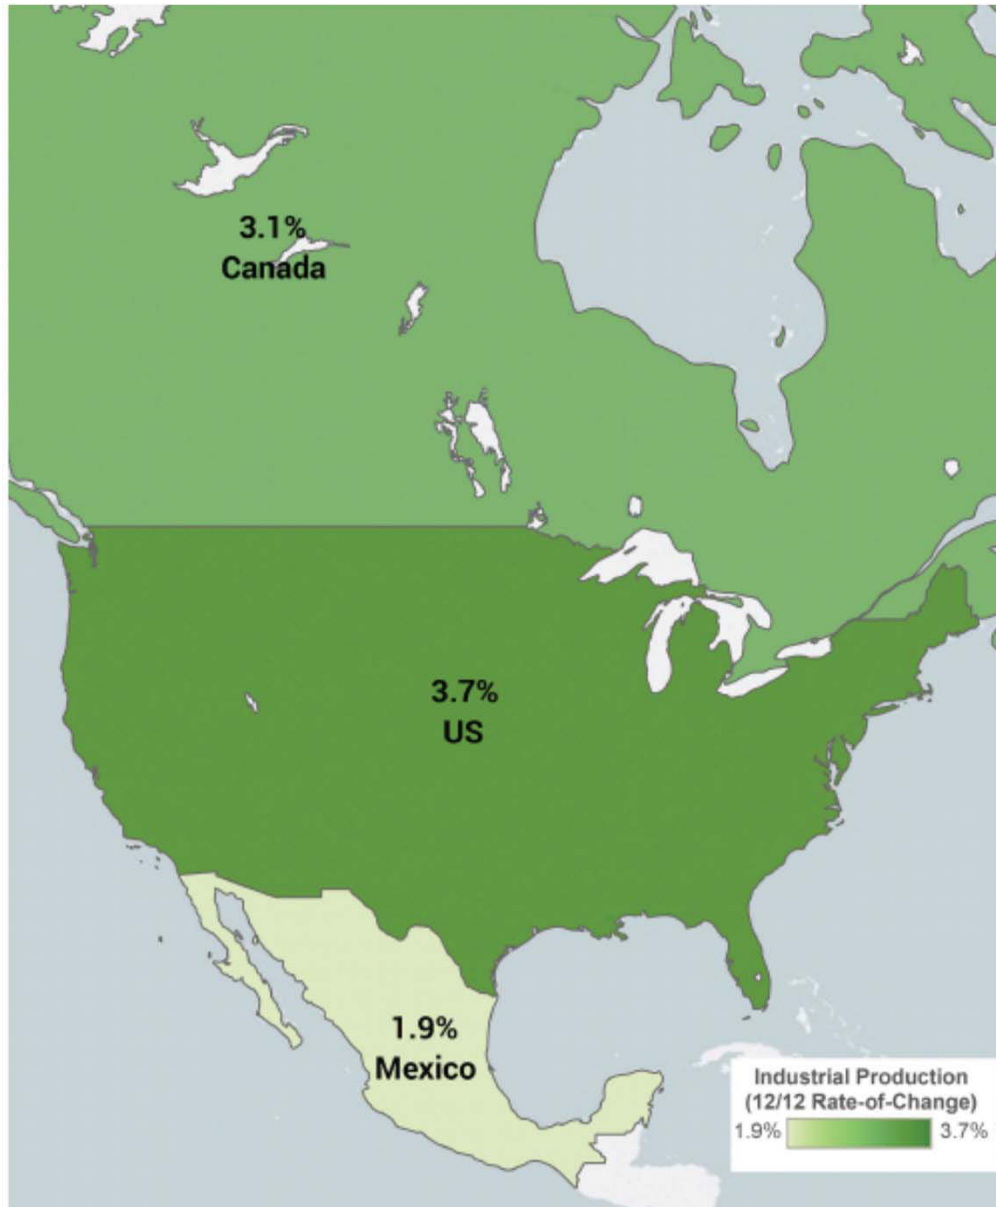 3.1%
Canada
3.7%
US
1.9%
Mexico
Industrial Production
(12/12 Rate-of-Change)
1.9% 3.7%